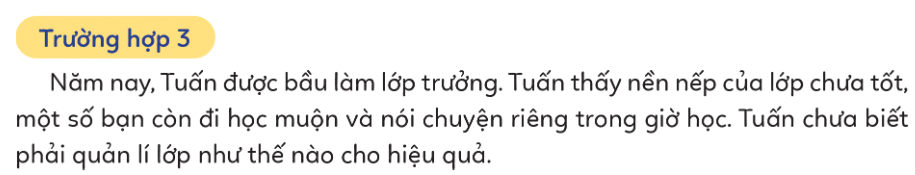 Trường hợp 3
Năm nay, Tuấn được bầu làm lớp trưởng. Tuấn thấy nền nếp của lớp chưa tốt,
một số bạn còn đi học muộn và nói chuyện riêng trong giờ học. Tuấn chưa biết
phải quản lí lớp như thế nào cho hiệu quả.